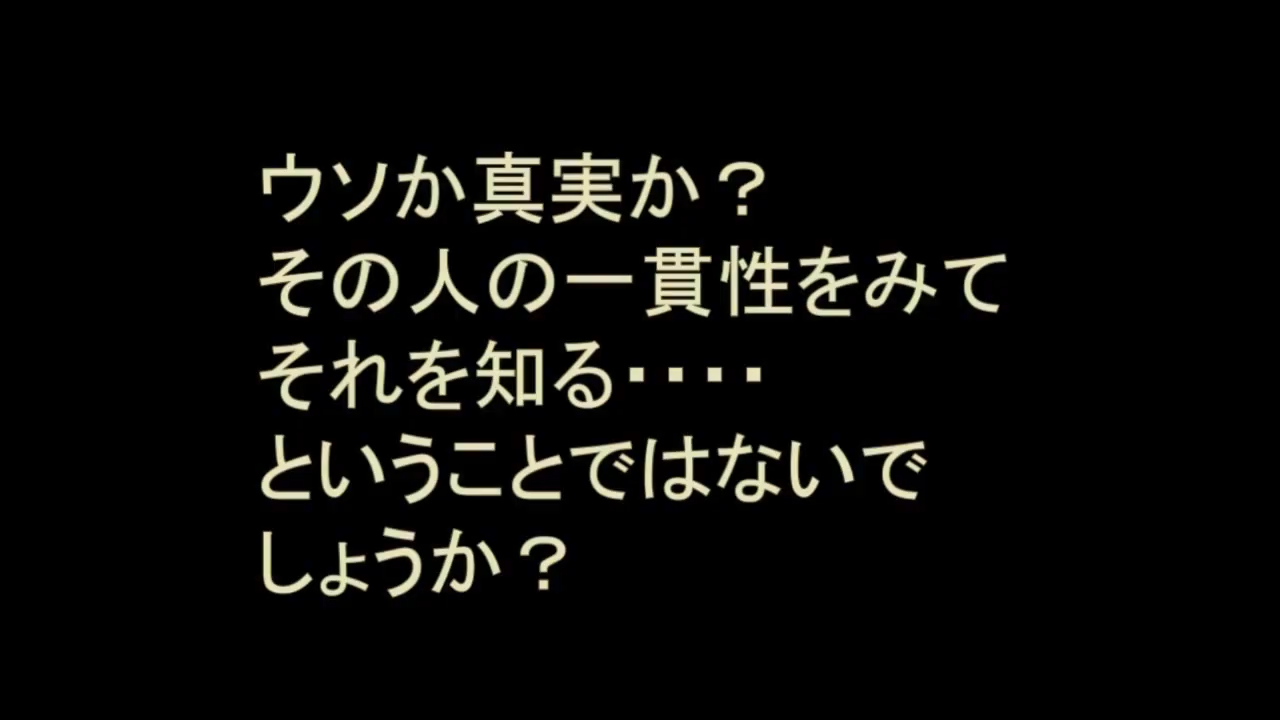 ウソか真実か？
その人の一貫性をみて
それを知る・・・・
ということではないで
しょうか？